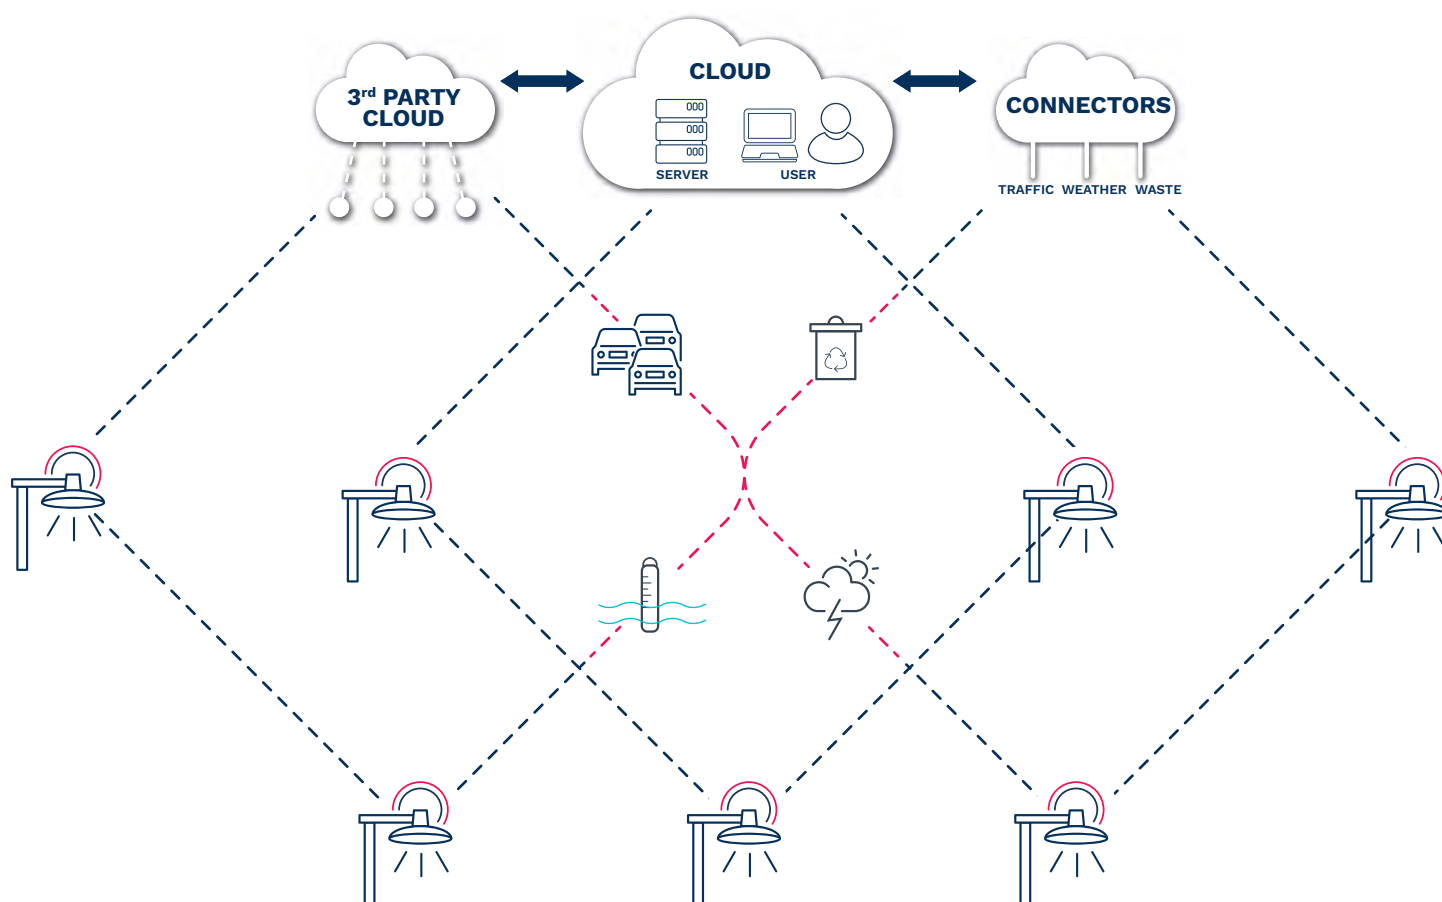 3rd PARTY
CLOUD
CLOUD
000
000
000
SERVER
USER
CONNECTORS
TRAFFIC WEATHER WASTE